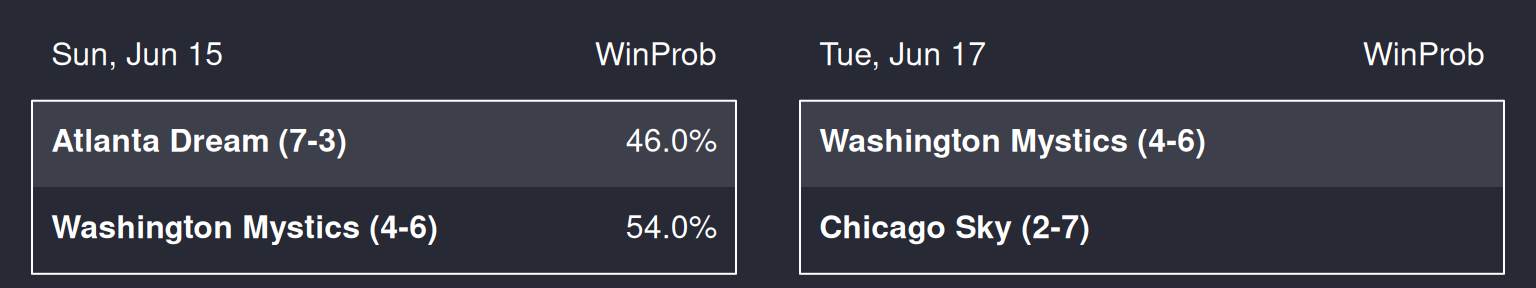 Sun, Jun 15 WinProb
Atlanta Dream (7-3) 46.0%
Washington Mystics (4-6) 54.0%
Tue, Jun 17 WinProb
Washington Mystics (4-6)
Chicago Sky (2-7)